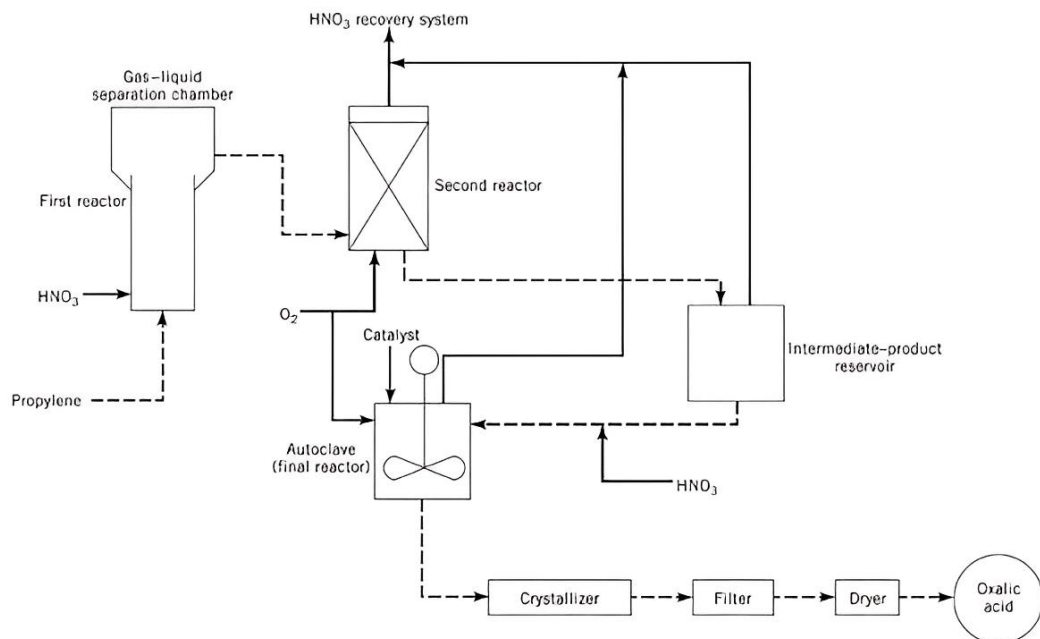 HNO₃ recovery system
Gas–liquid
separation chamber
First reactor
Second reactor
HNO₃
O₂
Catalyst
Intermediate–product
reservoir
Propylene
Autoclave
(final reactor)
HNO₃
Crystallizer
Filter
Dryer
Oxalic
acid